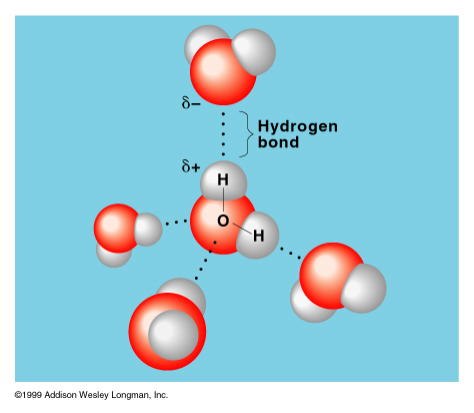 δ−
Hydrogen
bond
δ+
H
O
H
©1999 Addison Wesley Longman, Inc.